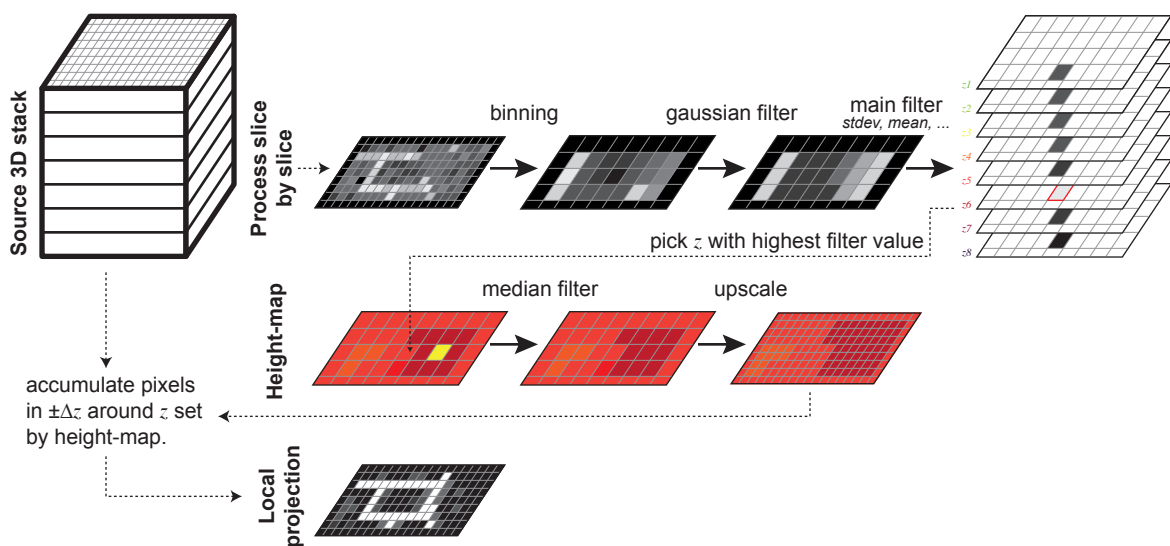 Source 3D stack
Process slice
by slice
binning
gaussian filter
main filter
stdev, mean, ...
z1
z2
z3
z4
z5
z6
z7
z8
pick z with highest filter value
Height-map
median filter
upscale
accumulate pixels
in ±Δz around z set
by height-map.
Local
projection